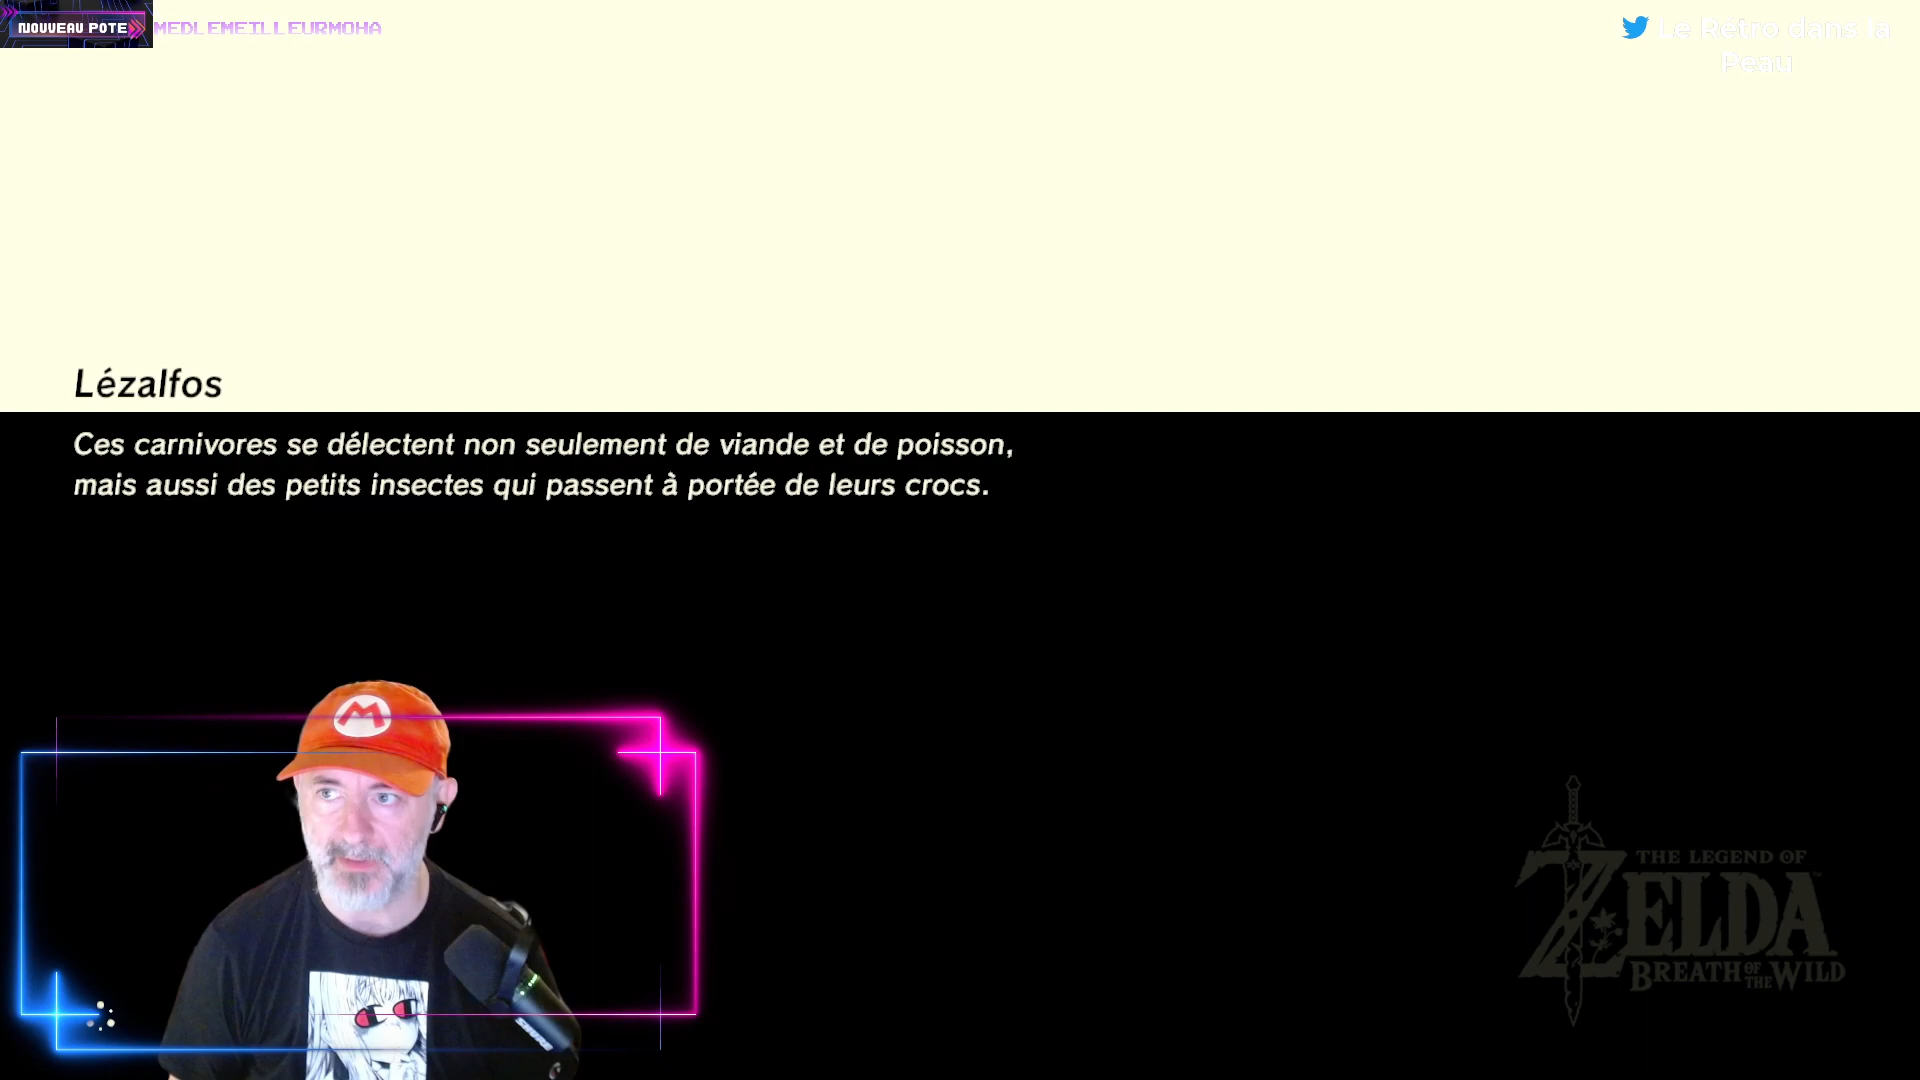 NOUVEAU POTE
MEDLEMEILLEURMOHA
Le Rétro dans la
Peau
Lézalfos
Ces carnivores se délectent non seulement de viande et de poisson,
mais aussi des petits insectes qui passent à portée de leurs crocs.
M
SHURE
THE LEGEND OF
ZELDA
BREATH OF THE WILD